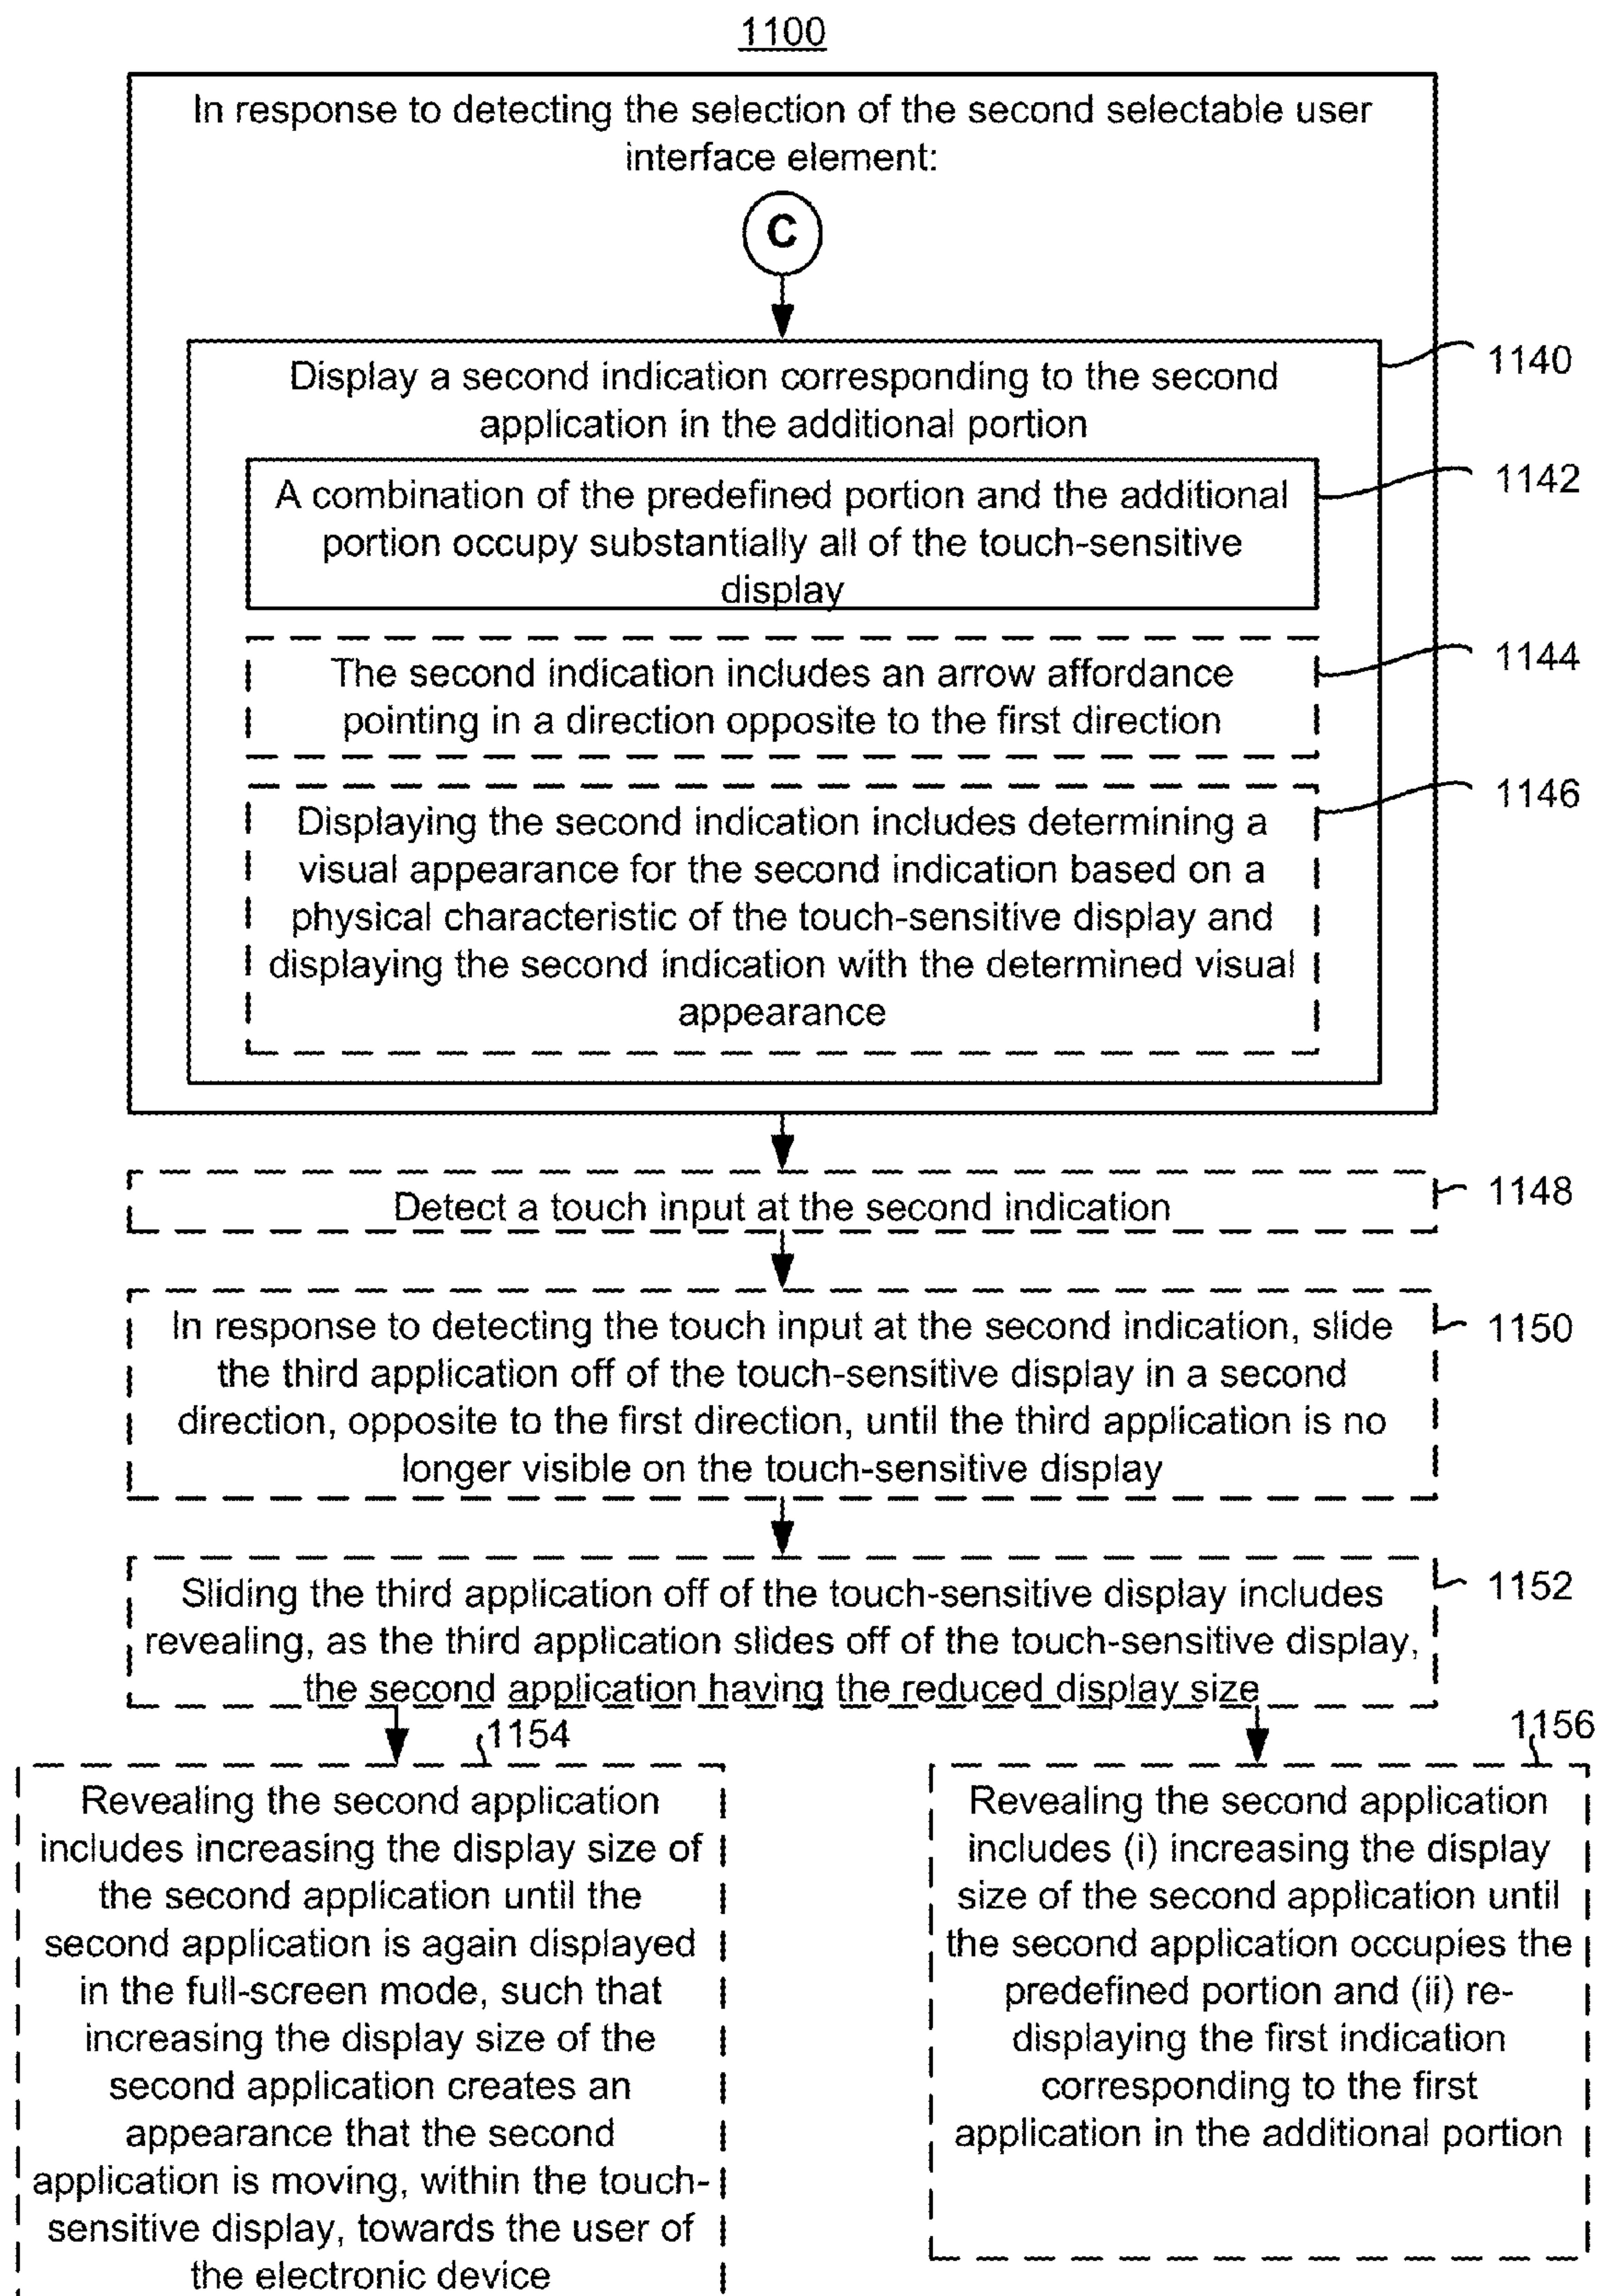 1100
In response to detecting the selection of the second selectable user
interface element:
C
Display a second indication corresponding to the second
application in the additional portion
1140
A combination of the predefined portion and the additional
portion occupy substantially all of the touch-sensitive
display
1142
The second indication includes an arrow affordance
pointing in a direction opposite to the first direction
1144
Displaying the second indication includes determining a
visual appearance for the second indication based on a
physical characteristic of the touch-sensitive display and
displaying the second indication with the determined visual
appearance
1146
Detect a touch input at the second indication
1148
In response to detecting the touch input at the second indication, slide
the third application off of the touch-sensitive display in a second
direction, opposite to the first direction, until the third application is no
longer visible on the touch-sensitive display
1150
Sliding the third application off of the touch-sensitive display includes
revealing, as the third application slides off of the touch-sensitive display,
the second application having the reduced display size
1152
1154
Revealing the second application
includes increasing the display size of
the second application until the
second application is again displayed
in the full-screen mode, such that
increasing the display size of the
second application creates an
appearance that the second
application is moving, within the touch-
sensitive display, towards the user of
the electronic device
1156
Revealing the second application
includes (i) increasing the display
size of the second application until
the second application occupies the
predefined portion and (ii) re-
displaying the first indication
corresponding to the first
application in the additional portion